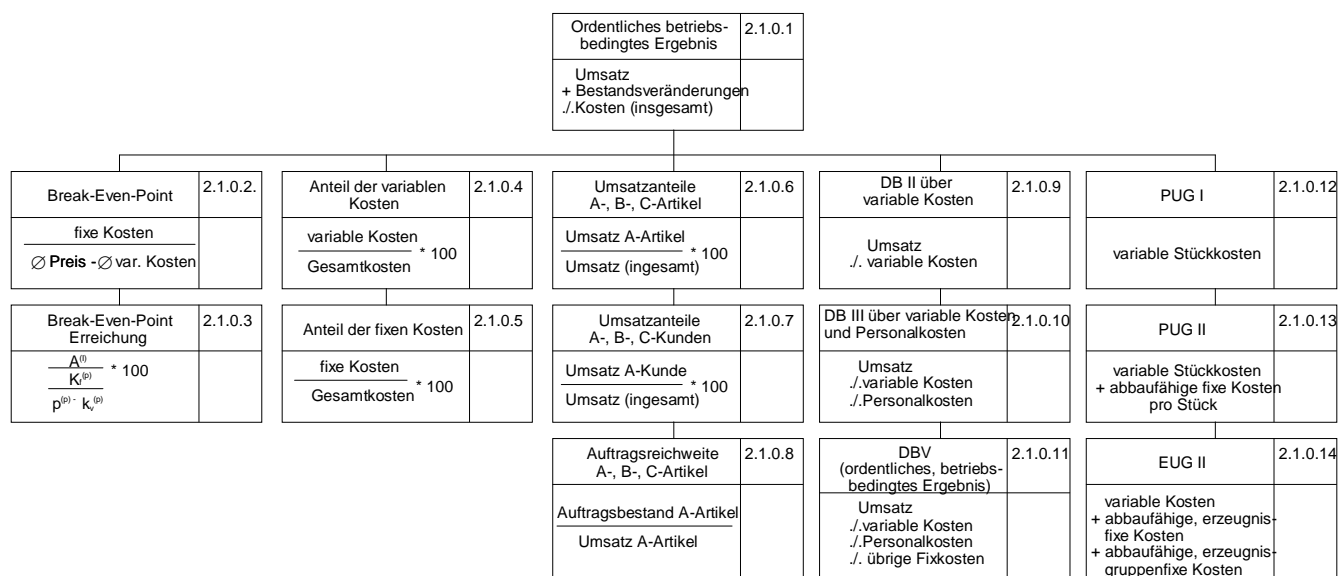 Ordentliches betriebs-
bedingtes Ergebnis
2.1.0.1
Umsatz
+ Bestandsveränderungen
./.Kosten (insgesamt)
Break-Even-Point
2.1.0.2.
fixe Kosten
∅ Preis - ∅ var. Kosten
Anteil der variablen
Kosten
2.1.0.4
variable Kosten
* 100
Gesamtkosten
Umsatzanteile
A-, B-, C-Artikel
2.1.0.6
Umsatz A-Artikel
* 100
Umsatz (ingesamt)
DB II über
variable Kosten
2.1.0.9
Umsatz
./. variable Kosten
PUG I
2.1.0.12
variable Stückkosten
Break-Even-Point
Erreichung
2.1.0.3
A(I)
* 100
Kf(p)
p(p) - kv(p)
Anteil der fixen Kosten
2.1.0.5
fixe Kosten
* 100
Gesamtkosten
Umsatzanteile
A-, B-, C-Kunden
2.1.0.7
Umsatz A-Kunde
* 100
Umsatz (ingesamt)
DB III über variable Kosten
und Personalkosten
2.1.0.10
Umsatz
./.variable Kosten
./.Personalkosten
PUG II
2.1.0.13
variable Stückkosten
+ abbaufähige fixe Kosten
pro Stück
Auftragsreichweite
A-, B-, C-Artikel
2.1.0.8
Auftragsbestand A-Artikel
Umsatz A-Artikel
DBV
(ordentliches, betriebs-
bedingtes Ergebnis)
2.1.0.11
Umsatz
./.variable Kosten
./.Personalkosten
./. übrige Fixkosten
EUG II
2.1.0.14
variable Kosten
+ abbaufähige, erzeugnis-
fixe Kosten
+ abbaufähige, erzeugnis-
gruppenfixe Kosten